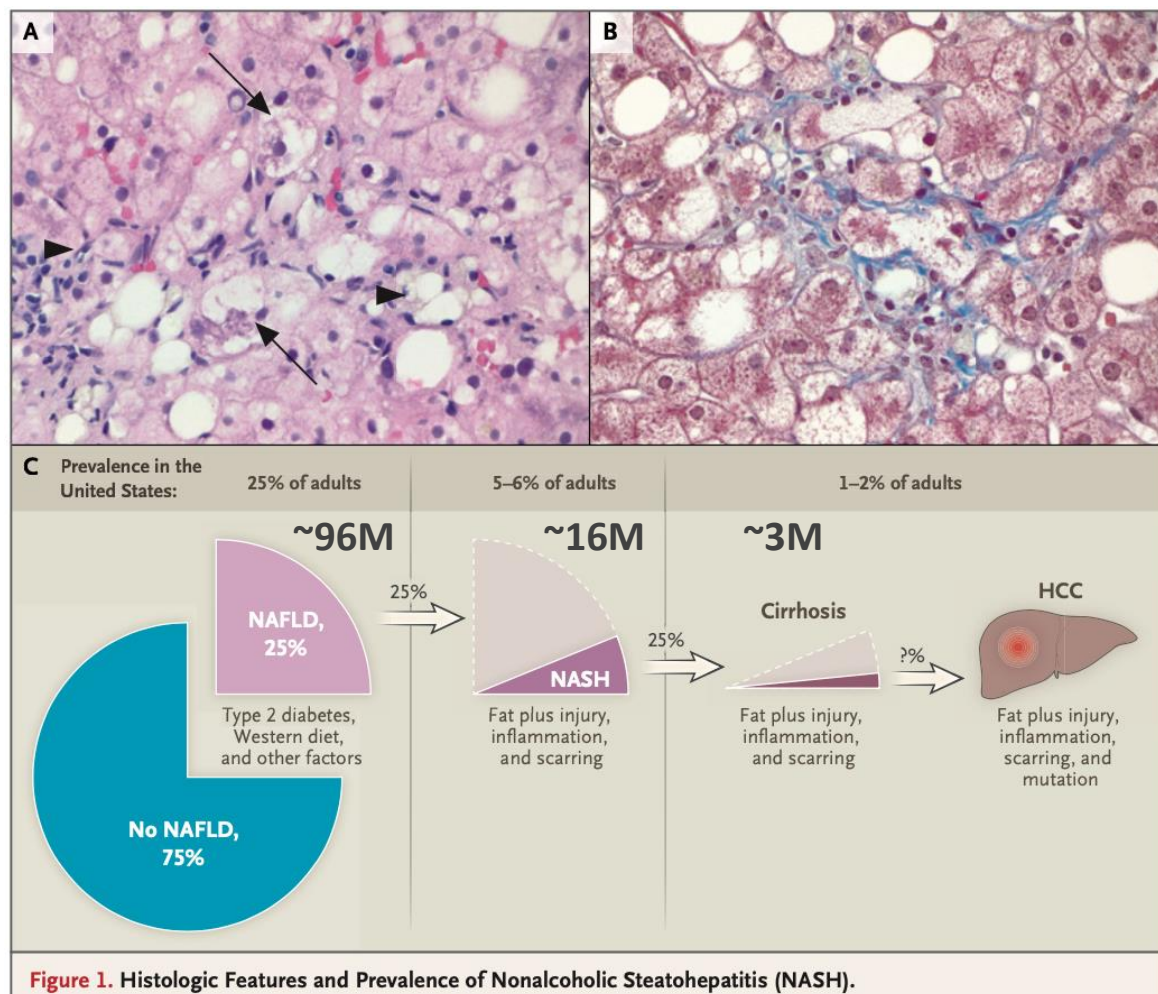 A
B
C
Prevalence in the
United States:
25% of adults
5–6% of adults
1–2% of adults
~96M
~16M
~3M
NAFLD,
25%
25%
NASH
25%
Cirrhosis
?%
HCC
Type 2 diabetes,
Western diet,
and other factors
Fat plus injury,
inflammation,
and scarring
Fat plus injury,
inflammation,
and scarring
Fat plus injury,
inflammation,
scarring, and
mutation
No NAFLD,
75%
Figure 1. Histologic Features and Prevalence of Nonalcoholic Steatohepatitis (NASH).